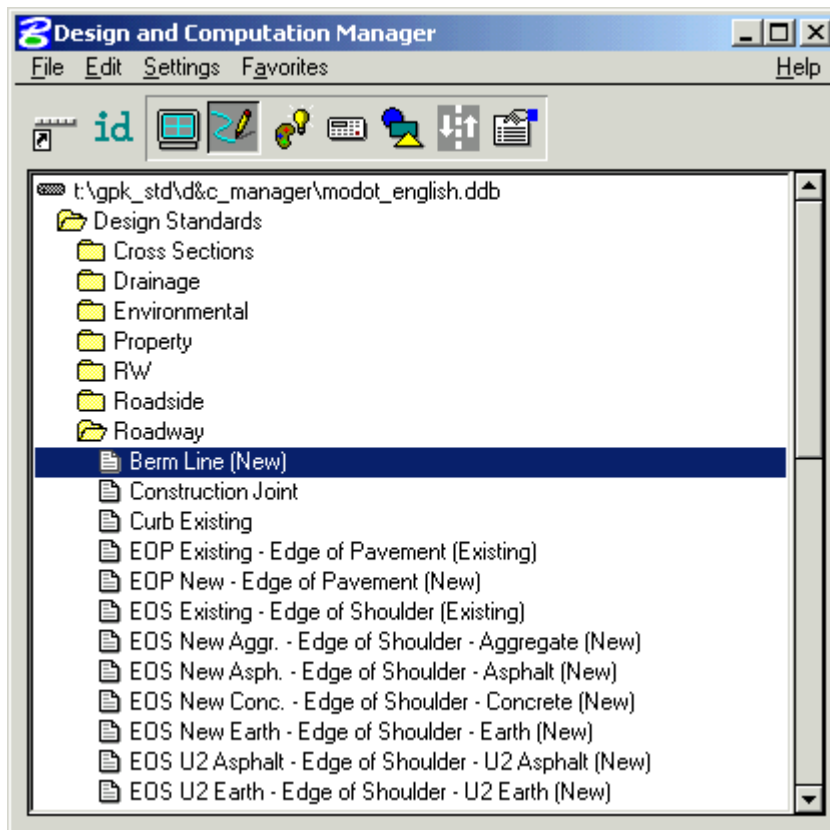 Design and Computation Manager
File Edit Settings Favorites Help
id
t:\gpk_std\d&c_manager\modot_english.ddb
Design Standards
Cross Sections
Drainage
Environmental
Property
RW
Roadside
Roadway
Berm Line (New)
Construction Joint
Curb Existing
EOP Existing - Edge of Pavement (Existing)
EOP New - Edge of Pavement (New)
EOS Existing - Edge of Shoulder (Existing)
EOS New Aggr. - Edge of Shoulder - Aggregate (New)
EOS New Asph. - Edge of Shoulder - Asphalt (New)
EOS New Conc. - Edge of Shoulder - Concrete (New)
EOS New Earth - Edge of Shoulder - Earth (New)
EOS U2 Asphalt - Edge of Shoulder - U2 Asphalt (New)
EOS U2 Earth - Edge of Shoulder - U2 Earth (New)